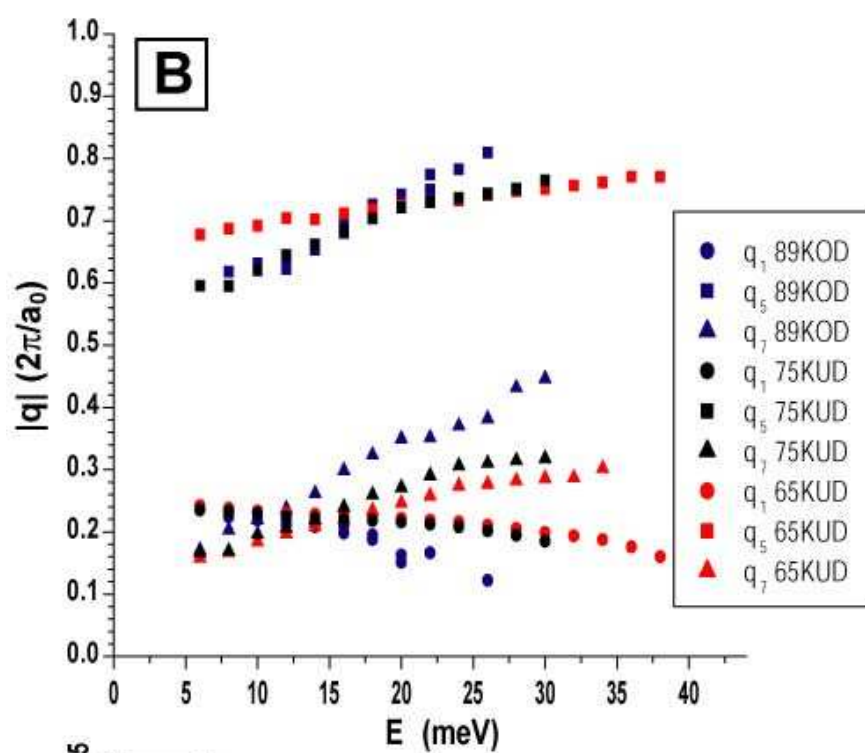 B
1.0
0.9
0.8
0.7
0.6
0.5
0.4
0.3
0.2
0.1
0.0
|q| (2π/a₀)
0 5 10 15 20 25 30 35 40
E (meV)
q₁ 89KOD
q₅ 89KOD
q₇ 89KOD
q₁ 75KUD
q₅ 75KUD
q₇ 75KUD
q₁ 65KUD
q₅ 65KUD
q₇ 65KUD